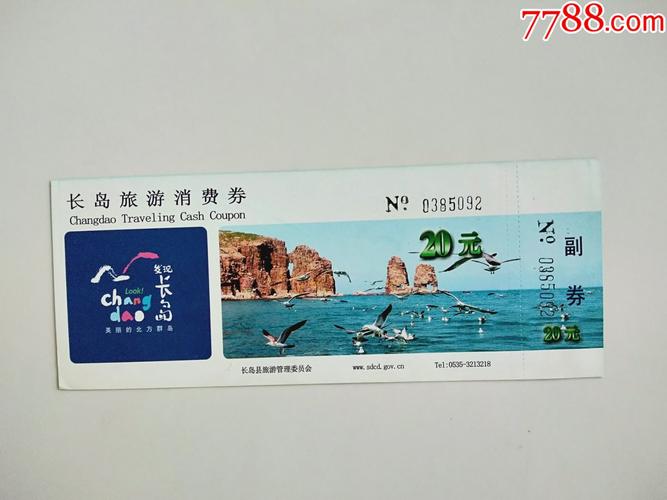 7788.com
长岛旅游消费券
Changdao Traveling Cash Coupon
№ 0385092
20元
发现
长岛
Look!
chang
dao
美丽的北方群岛
№ 0385092
副券
20元
长岛县旅游管理委员会 www.sdcd.gov.cn Tel:0535-3213218